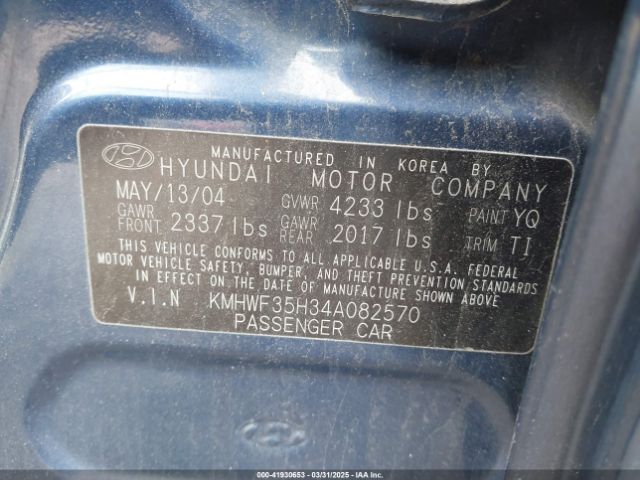 MANUFACTURED IN KOREA BY
HYUNDAI MOTOR COMPANY
MAY/13/04 GVWR 4233 lbs PAINT YQ
GAWR FRONT 2337 lbs GAWR REAR 2017 lbs TRIM TI
THIS VEHICLE CONFORMS TO ALL APPLICABLE U.S.A. FEDERAL
MOTOR VEHICLE SAFETY, BUMPER, AND THEFT PREVENTION STANDARDS
IN EFFECT ON THE DATE OF MANUFACTURE SHOWN ABOVE
V.I.N KMHWF35H34A082570
PASSENGER CAR
000-41930653 - 03/31/2025 - COPART